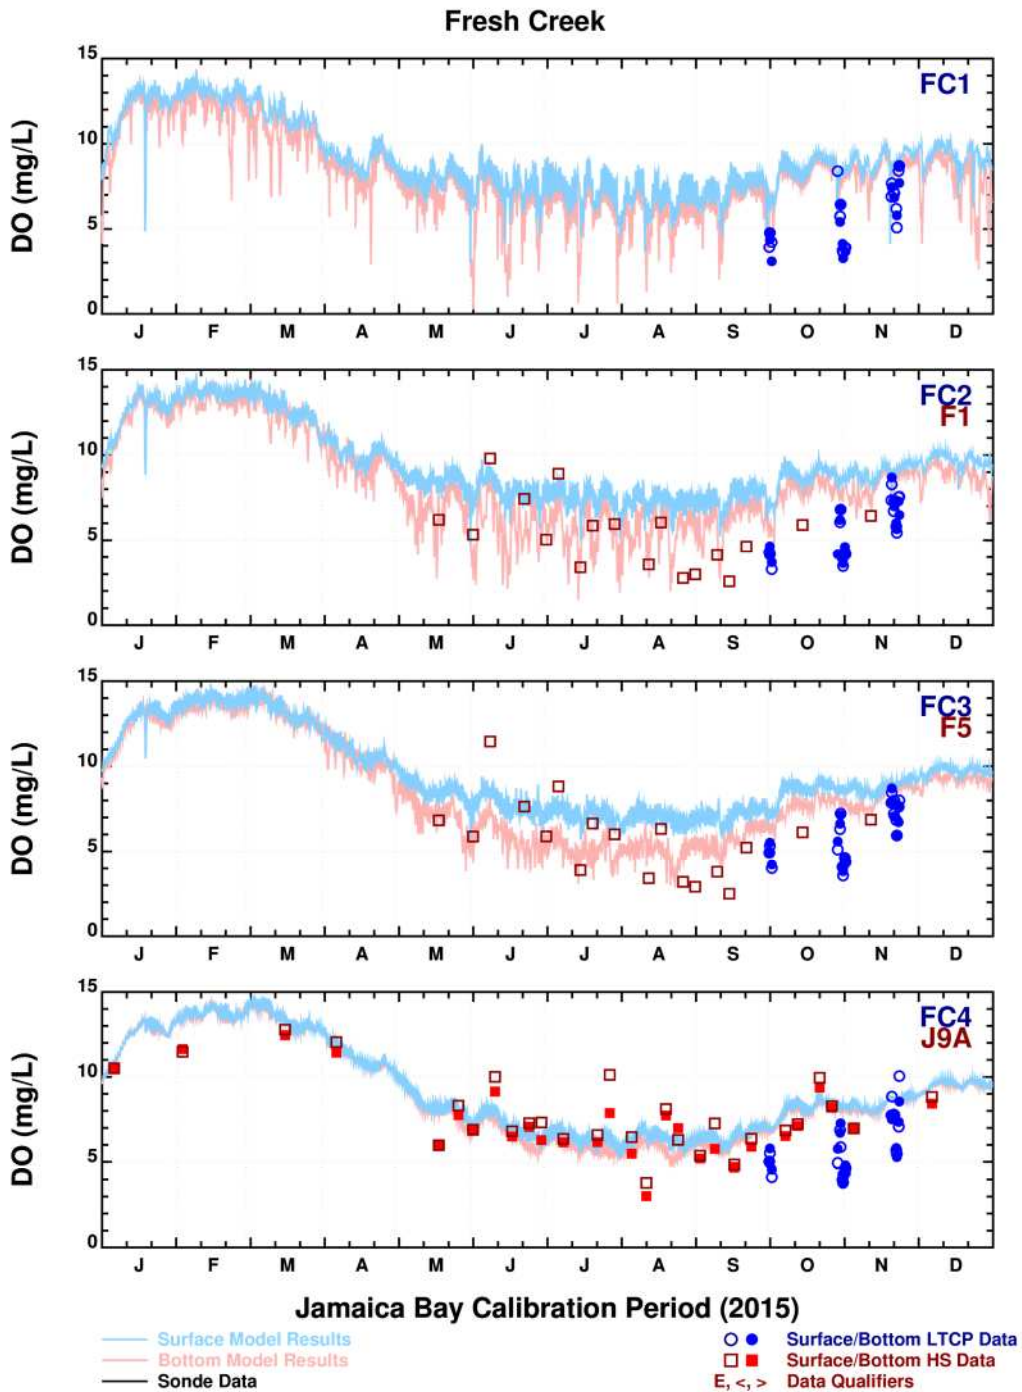 Fresh Creek
15
FC1
10
DO (mg/L)
5
0
J F M A M J J A S O N D
15
FC2
F1
10
DO (mg/L)
5
0
J F M A M J J A S O N D
15
FC3
F5
10
DO (mg/L)
5
0
J F M A M J J A S O N D
15
FC4
J9A
10
DO (mg/L)
5
0
J F M A M J J A S O N D
Jamaica Bay Calibration Period (2015)
Surface Model Results
Bottom Model Results
Sonde Data
Surface/Bottom LTCP Data
Surface/Bottom HS Data
E, <, > Data Qualifiers